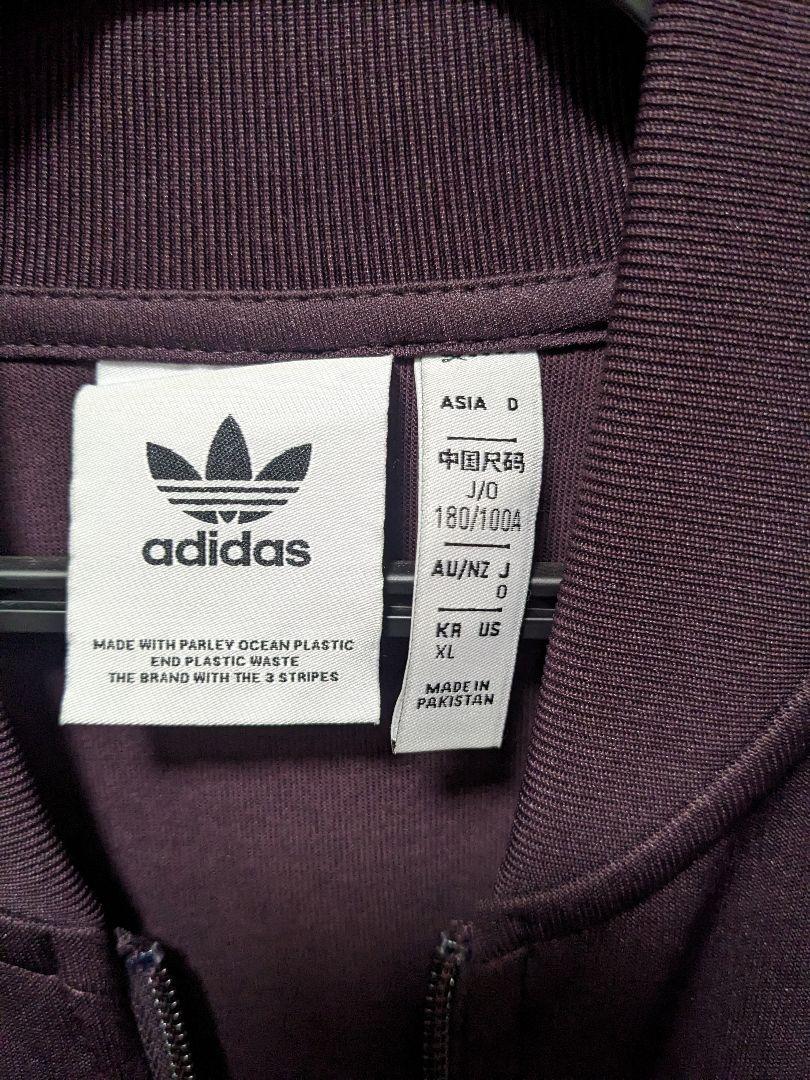 adidas
MADE WITH PARLEY OCEAN PLASTIC
END PLASTIC WASTE
THE BRAND WITH THE 3 STRIPES
ASIA O
中国尺码
J/O
180/100A
AU/NZ J
O
KR US
XL
MADE IN
PAKISTAN